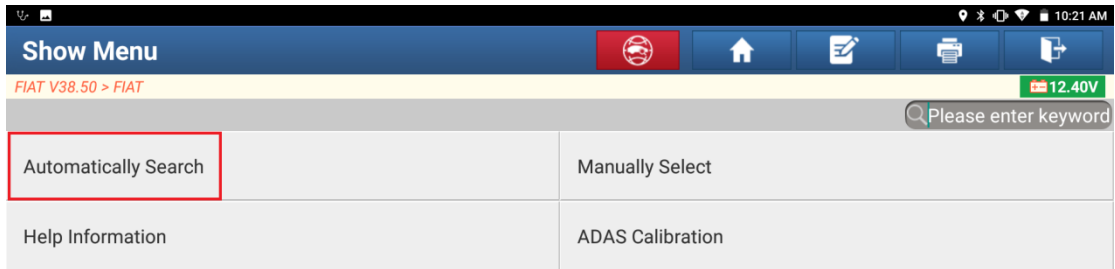 10:21 AM
Show Menu
FIAT V38.50 > FIAT
12.40V
Please enter keyword
Automatically Search
Manually Select
Help Information
ADAS Calibration